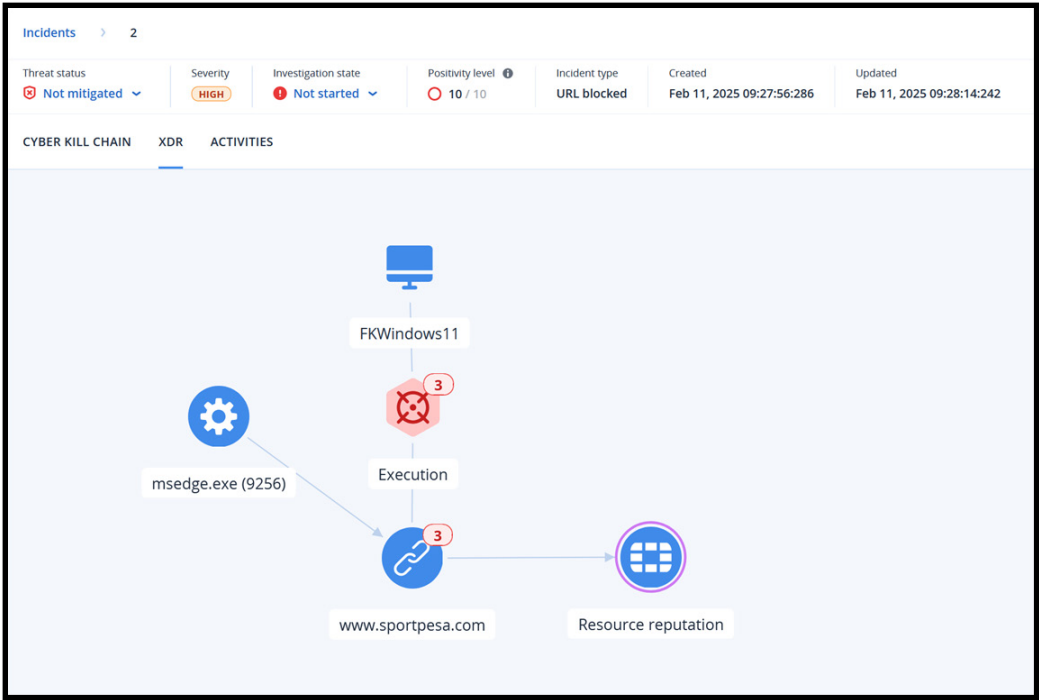 Incidents > 2
Threat status
Not mitigated
Severity
HIGH
Investigation state
Not started
Positivity level
10 / 10
Incident type
URL blocked
Created
Feb 11, 2025 09:27:56:286
Updated
Feb 11, 2025 09:28:14:242
CYBER KILL CHAIN XDR ACTIVITIES
FKWindows11
3
Execution
msedge.exe (9256)
3
www.sportpesa.com
Resource reputation